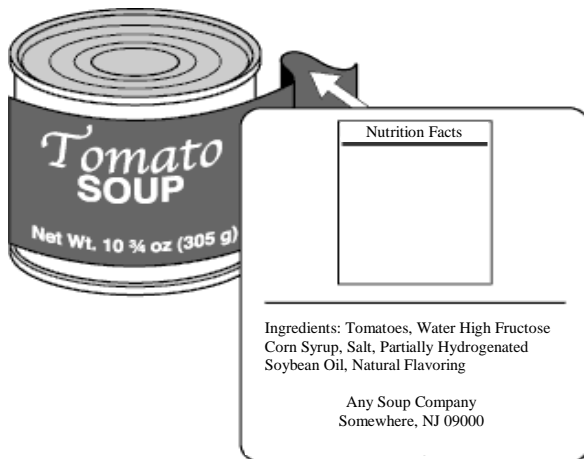 Tomato
SOUP
Net Wt. 10 ¾ oz (305 g)
Nutrition Facts
Ingredients: Tomatoes, Water High Fructose
Corn Syrup, Salt, Partially Hydrogenated
Soybean Oil, Natural Flavoring
Any Soup Company
Somewhere, NJ 09000